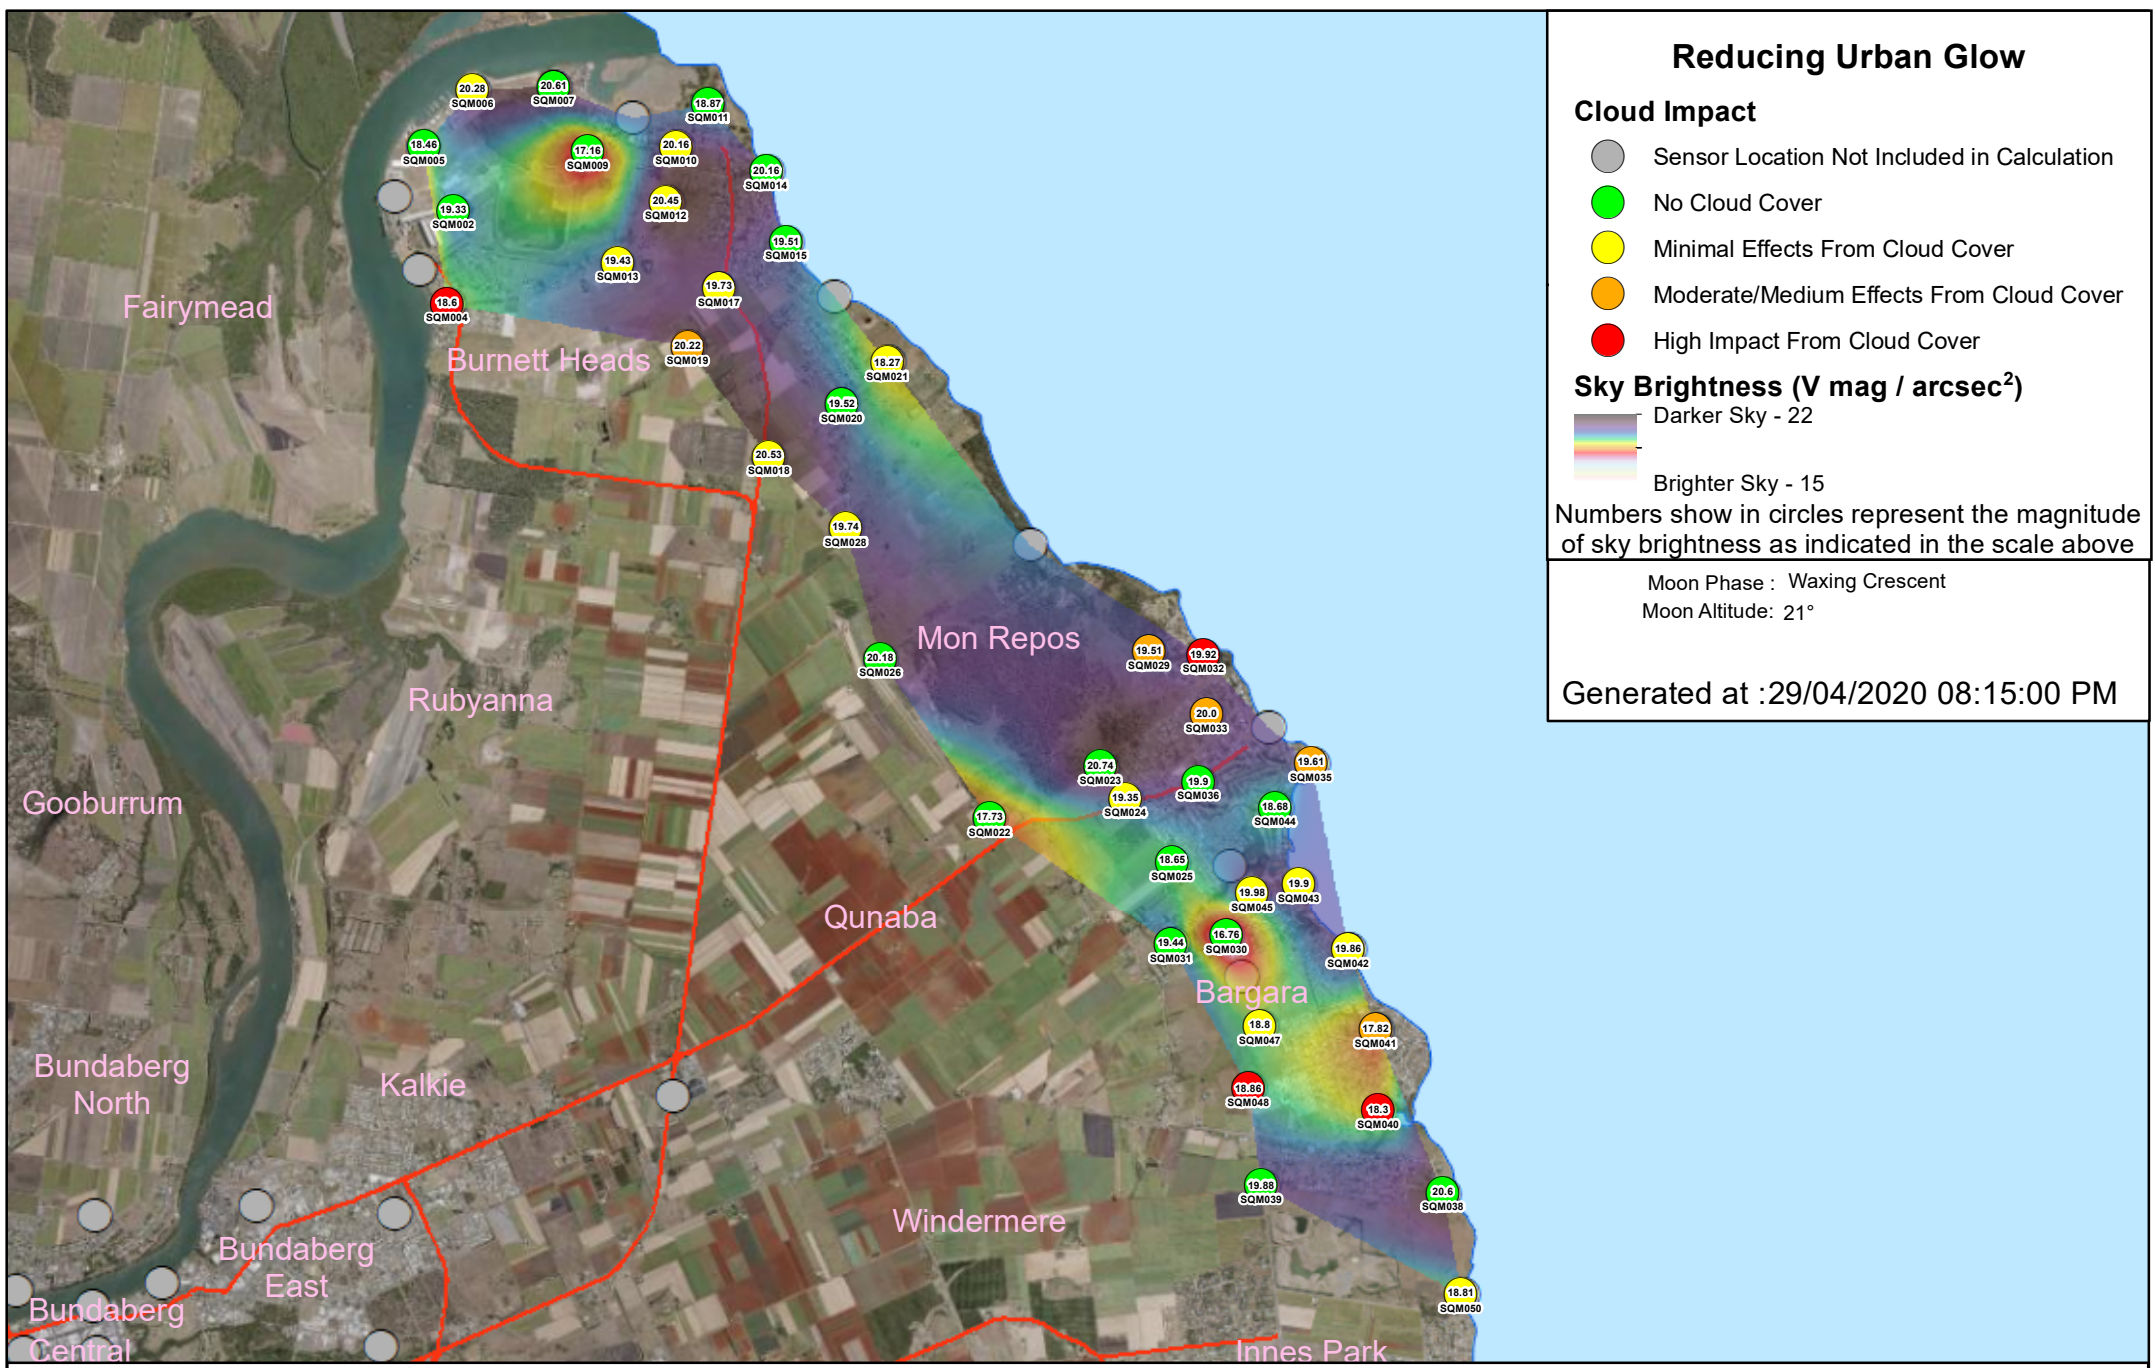 Reducing Urban Glow
Cloud Impact
Sensor Location Not Included in Calculation
No Cloud Cover
Minimal Effects From Cloud Cover
Moderate/Medium Effects From Cloud Cover
High Impact From Cloud Cover
Sky Brightness (V mag / arcsec²)
Darker Sky - 22
Brighter Sky - 15
Numbers show in circles represent the magnitude
of sky brightness as indicated in the scale above
Moon Phase : Waxing Crescent
Moon Altitude: 21°
Generated at :29/04/2020 08:15:00 PM
20.28
SQM006
20.61
SQM007
18.87
SQM011
18.46
SQM005
17.16
SQM009
20.16
SQM010
20.16
SQM014
19.33
SQM002
20.45
SQM012
19.51
SQM015
19.43
SQM013
19.73
SQM017
18.6
SQM004
Fairymead
Burnett Heads
20.22
SQM019
18.27
SQM021
19.52
SQM020
20.53
SQM018
19.74
SQM028
Mon Repos
19.51
SQM029
19.92
SQM032
20.18
SQM026
Rubyanna
20.0
SQM033
20.74
SQM023
19.9
SQM036
19.61
SQM035
Gooburrum
19.35
SQM024
17.73
SQM022
18.68
SQM044
18.65
SQM025
19.98
SQM045
19.9
SQM043
Qunaba
16.76
SQM030
19.44
SQM031
19.86
SQM042
Bargara
18.8
SQM047
17.82
SQM041
Bundaberg
North
Kalkie
18.86
SQM048
18.3
SQM040
19.88
SQM039
20.6
SQM038
Windermere
Bundaberg
East
18.81
SQM050
Bundaberg
Central
Innes Park